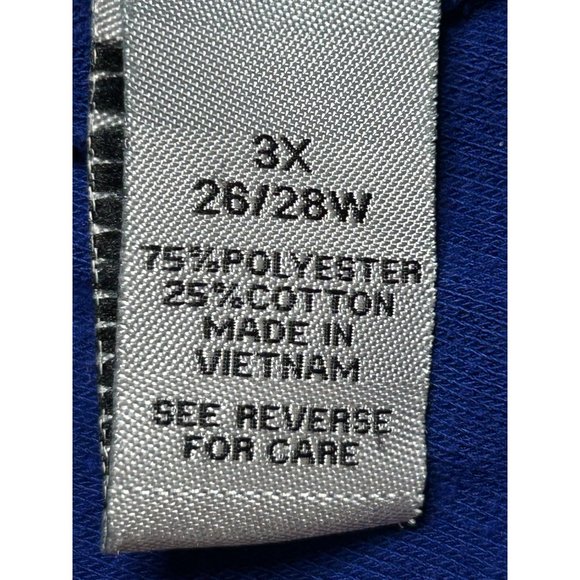 3X
26/28W
75%POLYESTER
25%COTTON
MADE IN
VIETNAM
SEE REVERSE
FOR CARE